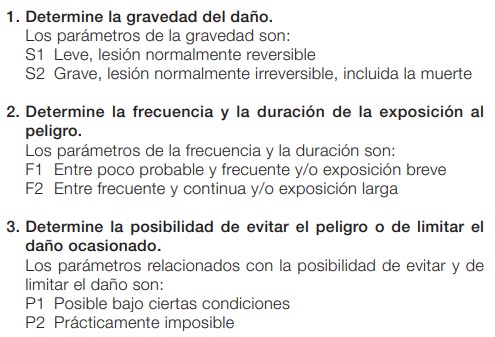 1. Determine la gravedad del daño.
Los parámetros de la gravedad son:
S1 Leve, lesión normalmente reversible
S2 Grave, lesión normalmente irreversible, incluida la muerte
2. Determine la frecuencia y la duración de la exposición al
peligro.
Los parámetros de la frecuencia y la duración son:
F1 Entre poco probable y frecuente y/o exposición breve
F2 Entre frecuente y continua y/o exposición larga
3. Determine la posibilidad de evitar el peligro o de limitar el
daño ocasionado.
Los parámetros relacionados con la posibilidad de evitar y de
limitar el daño son:
P1 Posible bajo ciertas condiciones
P2 Prácticamente imposible